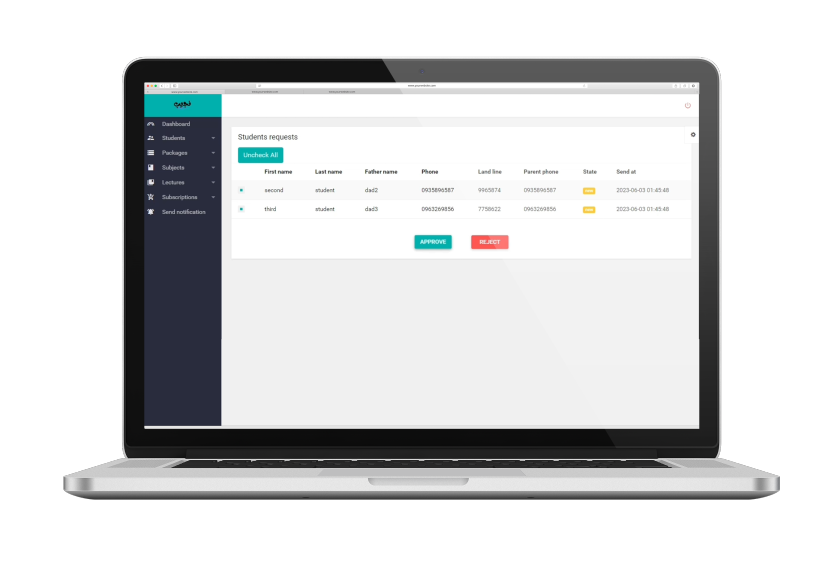 Dashboard
Students
Packages
Subjects
Lectures
Subscriptions
Send notification
Students requests
Uncheck All
First name Last name Father name Phone Land line Parent phone State Send at
second student dad2 0935896587 9965874 0935896587 2023-06-03 01:45:48
third student dad3 0963269856 7758622 0963269856 2023-06-03 01:45:48
APPROVE REJECT